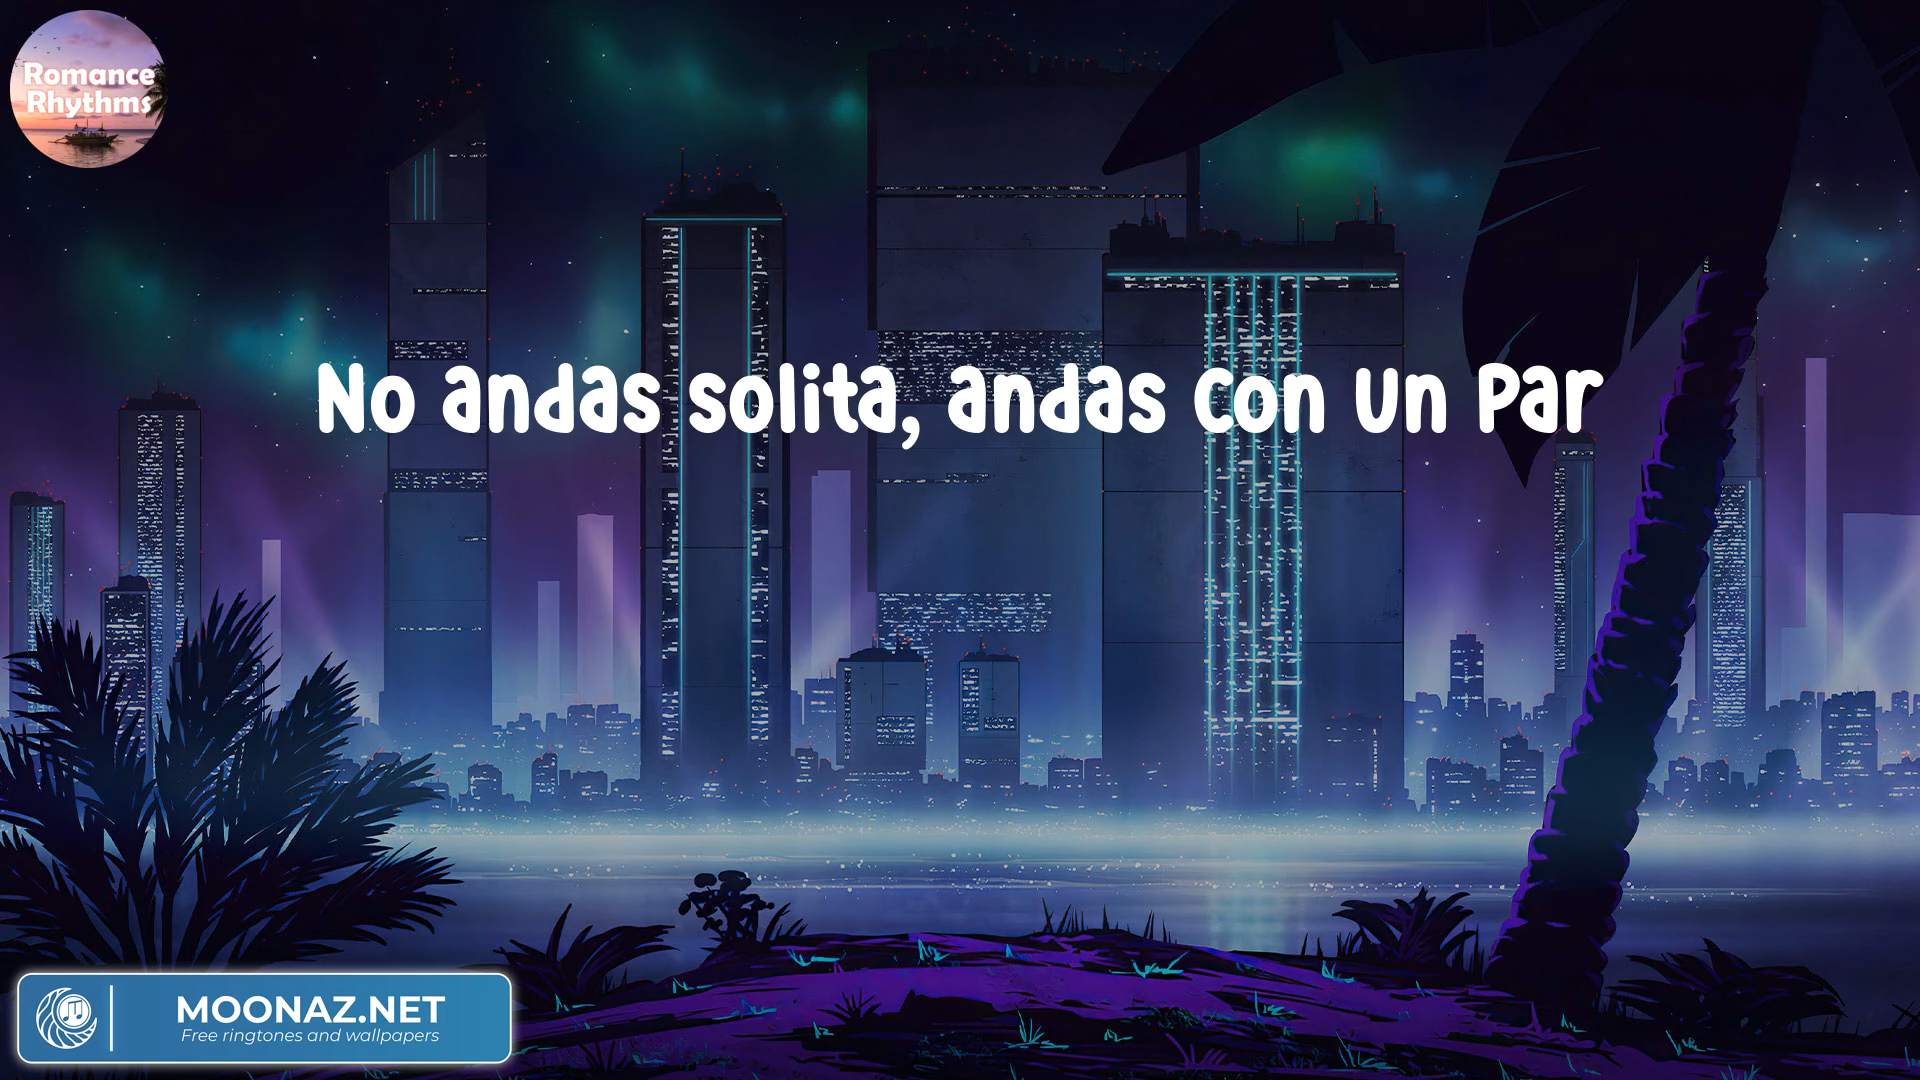 Romance
Rhythms
No andas solita, andas con un Par
MOONAZ.NET
Free ringtones and wallpapers